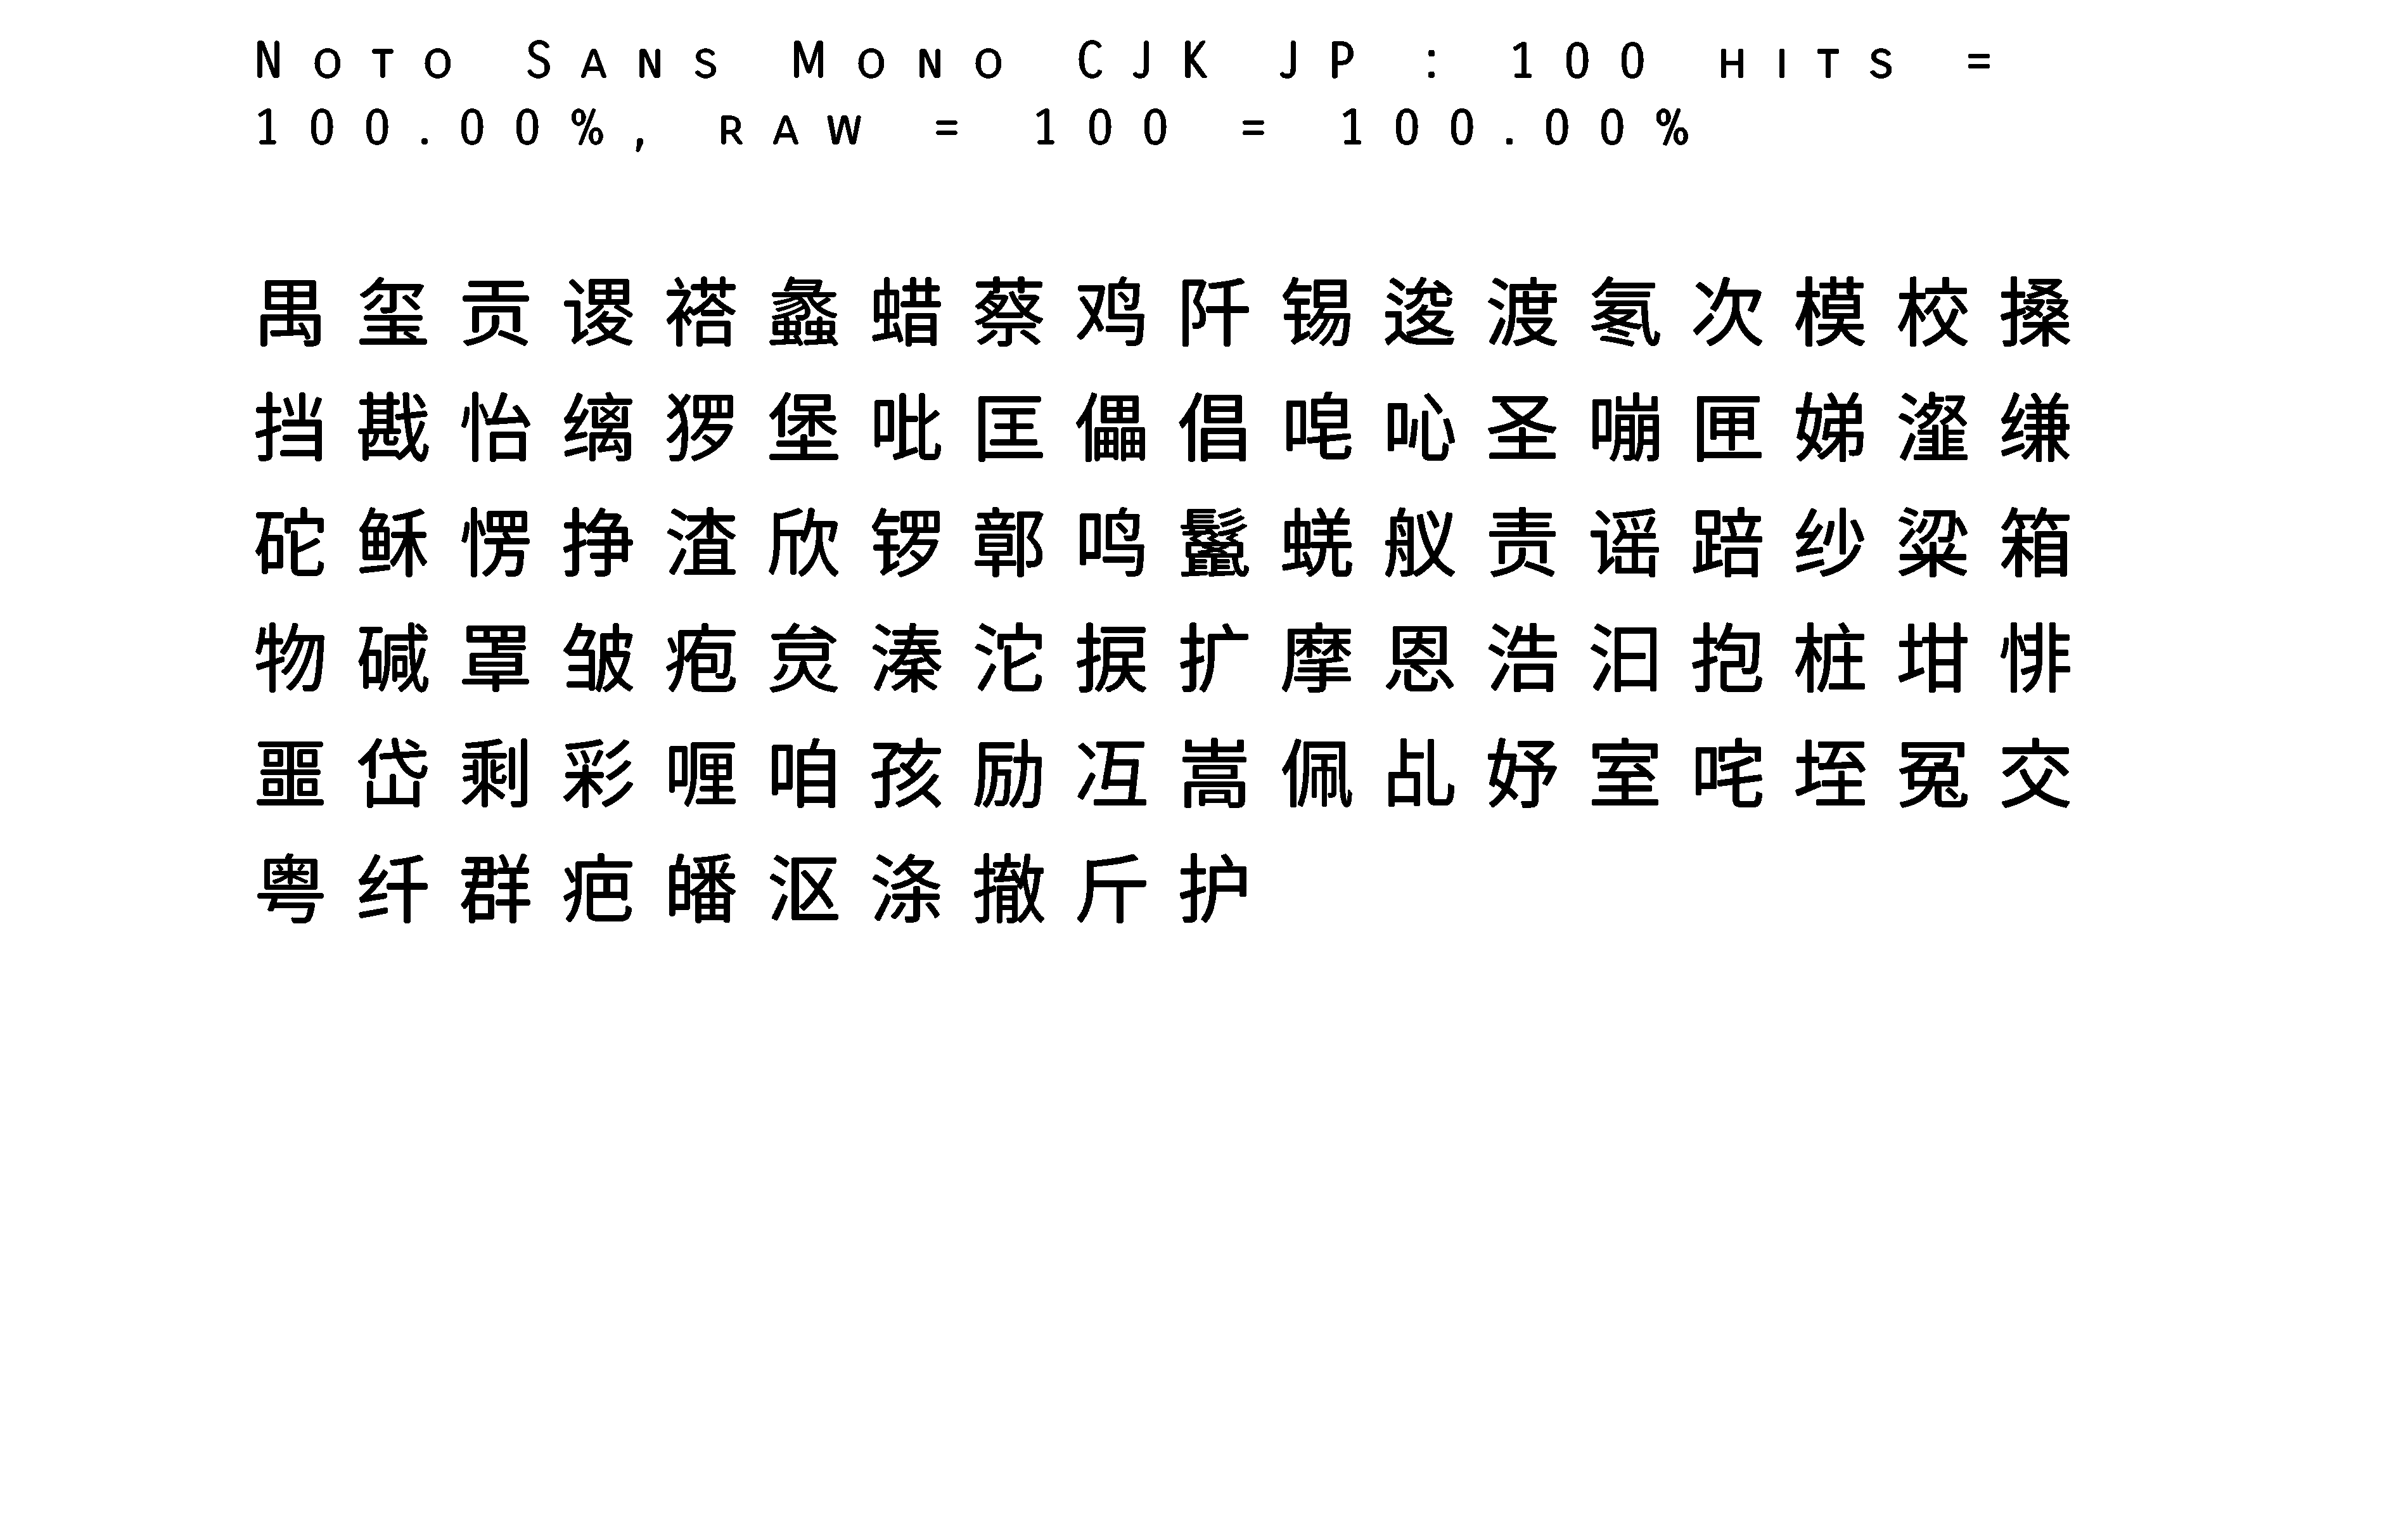 Noto Sans Mono CJK JP : 100 hits =
100.00%, raw = 100 = 100.00%
禺玺贡谡褡蠡蜡蔡鸡阡锡逡渡氡次模校搡
挡戡怡缡猡堡吡匡儡倡唣吣圣嘣匣娣瀣缣
砣稣愣挣渣欣锣鄣鸣鬣蜣舣责谣踣纱粱箱
物碱罩皱疱炱溱沱捩扩摩恩浩汩抱桩坩悱
噩岱剩彩喱咱孩励冱嵩佩乩妤室咤垤冤交
粤纤群疤皤沤涤撤斤护